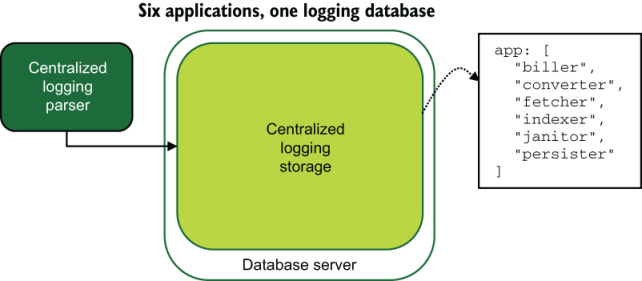 Six applications, one logging database
Centralized
logging
parser
Centralized
logging
storage
Database server
app: [
"biller",
"converter",
"fetcher",
"indexer",
"janitor",
"persister"
]